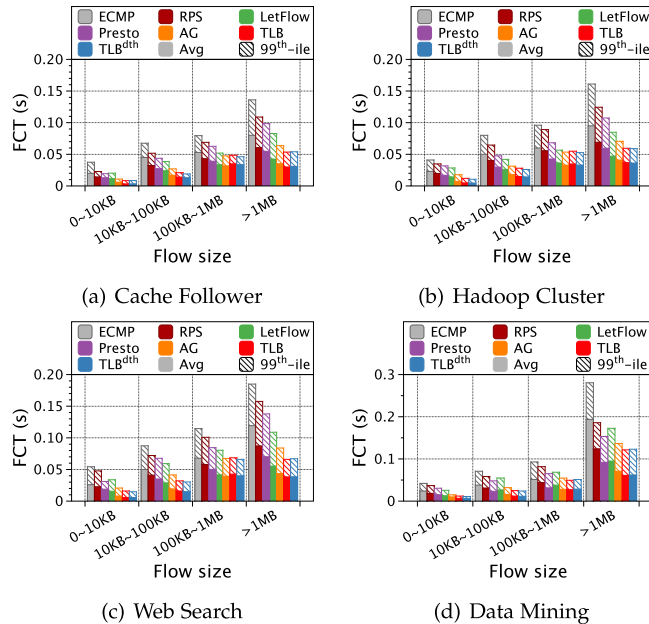 ECMP RPS LetFlow
Presto AG TLB
TLBdth Avg 99th-ile
0.20
0.15
0.10
0.05
0
FCT (s)
0~10KB
10KB~100KB
100KB~1MB
>1MB
Flow size
(a) Cache Follower
ECMP RPS LetFlow
Presto AG TLB
TLBdth Avg 99th-ile
0.20
0.15
0.10
0.05
0
FCT (s)
0~10KB
10KB~100KB
100KB~1MB
>1MB
Flow size
(b) Hadoop Cluster
ECMP RPS LetFlow
Presto AG TLB
TLBdth Avg 99th-ile
0.20
0.15
0.10
0.05
0
FCT (s)
0~10KB
10KB~100KB
100KB~1MB
>1MB
Flow size
(c) Web Search
ECMP RPS LetFlow
Presto AG TLB
TLBdth Avg 99th-ile
0.3
0.2
0.1
0
FCT (s)
0~10KB
10KB~100KB
100KB~1MB
>1MB
Flow size
(d) Data Mining